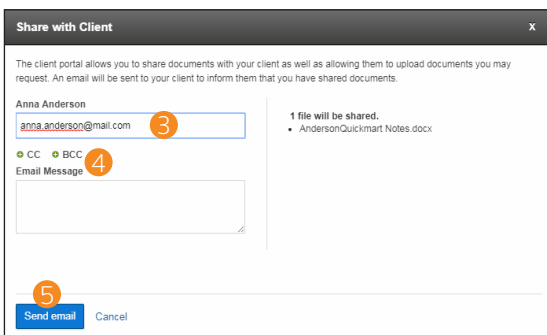 Share with Client
x
The client portal allows you to share documents with your client as well as allowing them to upload documents you may
request. An email will be sent to your client to inform them that you have shared documents.
Anna Anderson
anna.anderson@mail.com
3
1 file will be shared.
• AndersonQuickmart Notes.docx
CC BCC
4
Email Message
5
Send email Cancel